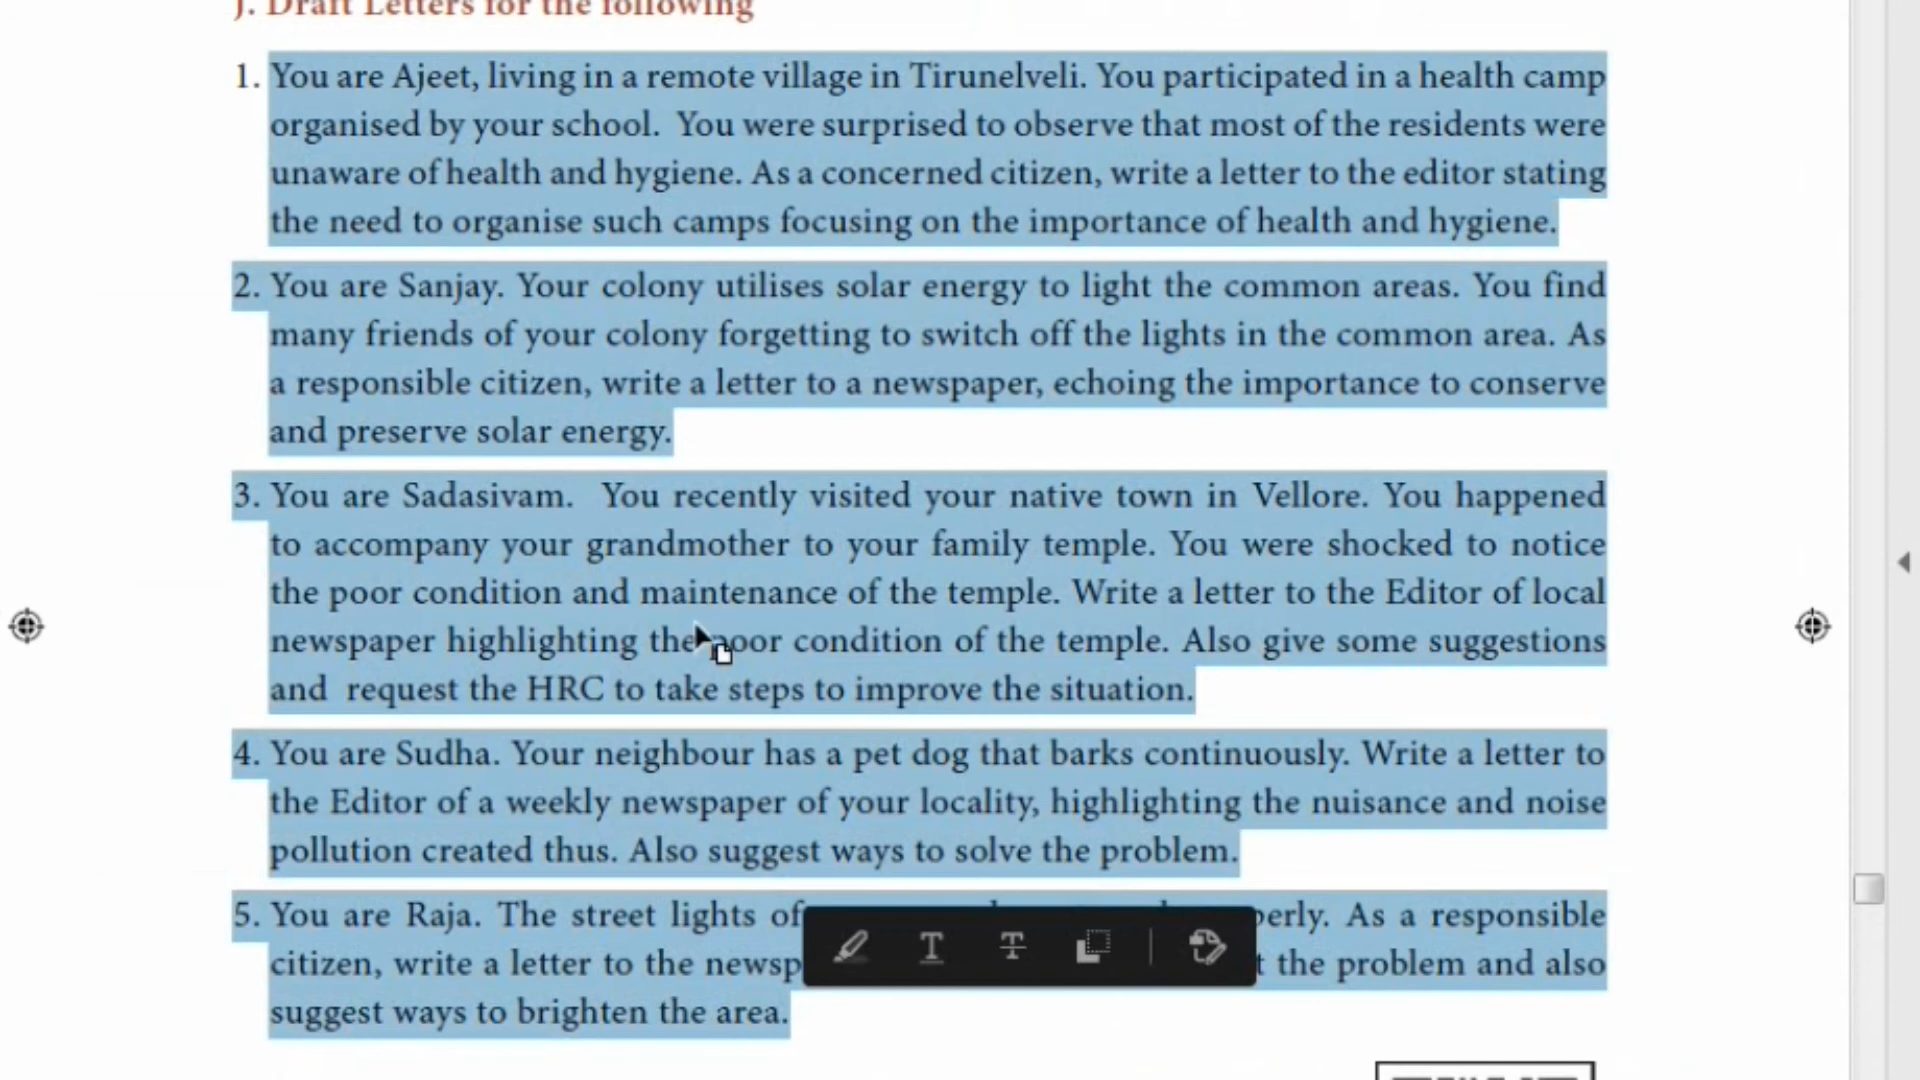 J. Draft Letters for the following
1. You are Ajeet, living in a remote village in Tirunelveli. You participated in a health camp
organised by your school. You were surprised to observe that most of the residents were
unaware of health and hygiene. As a concerned citizen, write a letter to the editor stating
the need to organise such camps focusing on the importance of health and hygiene.
2. You are Sanjay. Your colony utilises solar energy to light the common areas. You find
many friends of your colony forgetting to switch off the lights in the common area. As
a responsible citizen, write a letter to a newspaper, echoing the importance to conserve
and preserve solar energy.
3. You are Sadasivam. You recently visited your native town in Vellore. You happened
to accompany your grandmother to your family temple. You were shocked to notice
the poor condition and maintenance of the temple. Write a letter to the Editor of local
newspaper highlighting the poor condition of the temple. Also give some suggestions
and request the HRC to take steps to improve the situation.
4. You are Sudha. Your neighbour has a pet dog that barks continuously. Write a letter to
the Editor of a weekly newspaper of your locality, highlighting the nuisance and noise
pollution created thus. Also suggest ways to solve the problem.
5. You are Raja. The street lights of As a responsible
citizen, write a letter to the the problem and also
suggest ways to brighten the area.